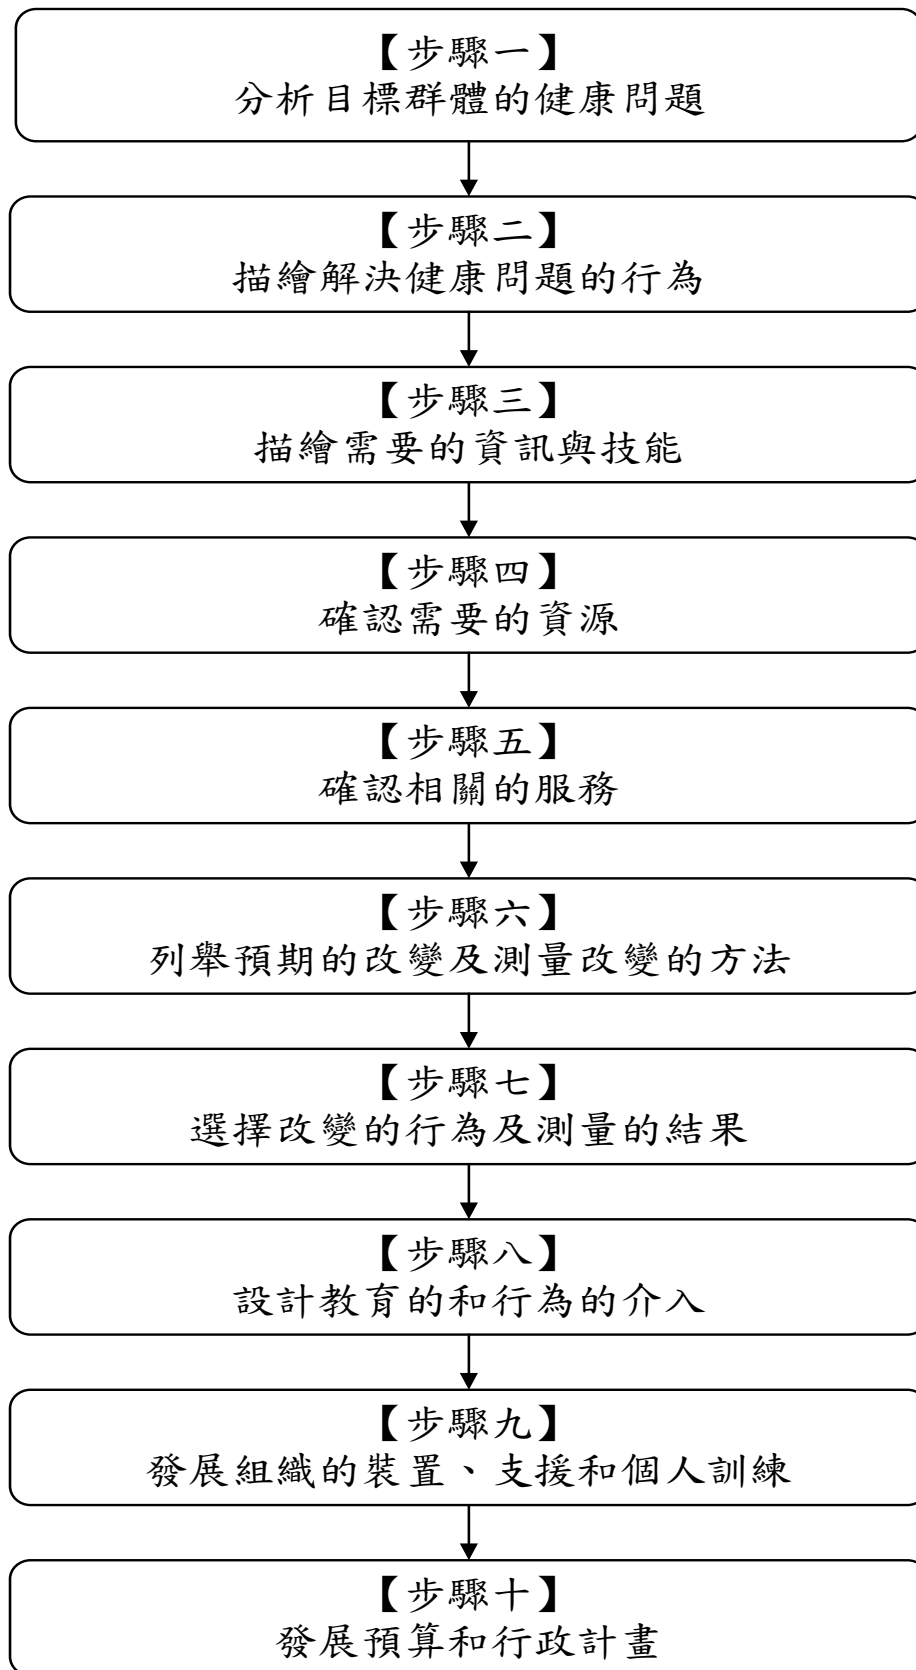 【步驟一】
分析目標群體的健康問題
【步驟二】
描繪解決健康問題的行為
【步驟三】
描繪需要的資訊與技能
【步驟四】
確認需要的資源
【步驟五】
確認相關的服務
【步驟六】
列舉預期的改變及測量改變的方法
【步驟七】
選擇改變的行為及測量的結果
【步驟八】
設計教育的和行為的介入
【步驟九】
發展組織的裝置、支援和個人訓練
【步驟十】
發展預算和行政計畫